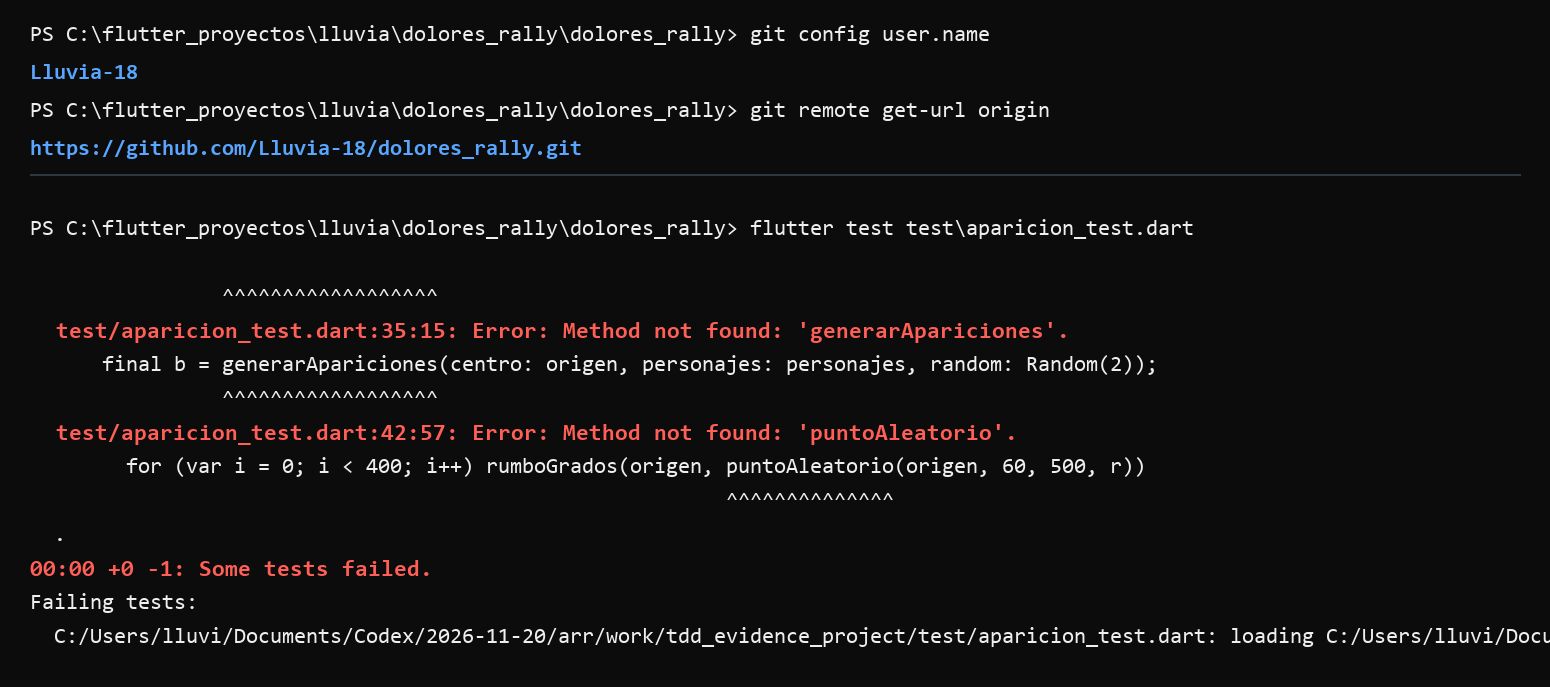 PS C:\flutter_proyectos\lluvia\dolores_rally\dolores_rally> git config user.name
Lluvia-18
PS C:\flutter_proyectos\lluvia\dolores_rally\dolores_rally> git remote get-url origin
https://github.com/Lluvia-18/dolores_rally.git
PS C:\flutter_proyectos\lluvia\dolores_rally\dolores_rally> flutter test test\aparicion_test.dart
^^^^^^^^^^^^^^^^^^
test/aparicion_test.dart:35:15: Error: Method not found: 'generarApariciones'.
final b = generarApariciones(centro: origen, personajes: personajes, random: Random(2));
^^^^^^^^^^^^^^^^^^
test/aparicion_test.dart:42:57: Error: Method not found: 'puntoAleatorio'.
for (var i = 0; i < 400; i++) rumboGrados(origen, puntoAleatorio(origen, 60, 500, r))
^^^^^^^^^^^^^^
.
00:00 +0 -1: Some tests failed.
Failing tests:
C:/Users/lluvi/Documents/Codex/2026-11-20/arr/work/tdd_evidence_project/test/aparicion_test.dart: loading C:/Users/lluvi/Docu